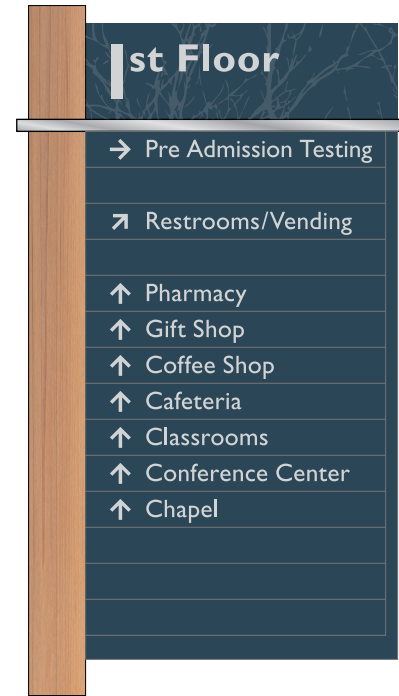 1st Floor
→ Pre Admission Testing
↗ Restrooms/Vending
↑ Pharmacy
↑ Gift Shop
↑ Coffee Shop
↑ Cafeteria
↑ Classrooms
↑ Conference Center
↑ Chapel